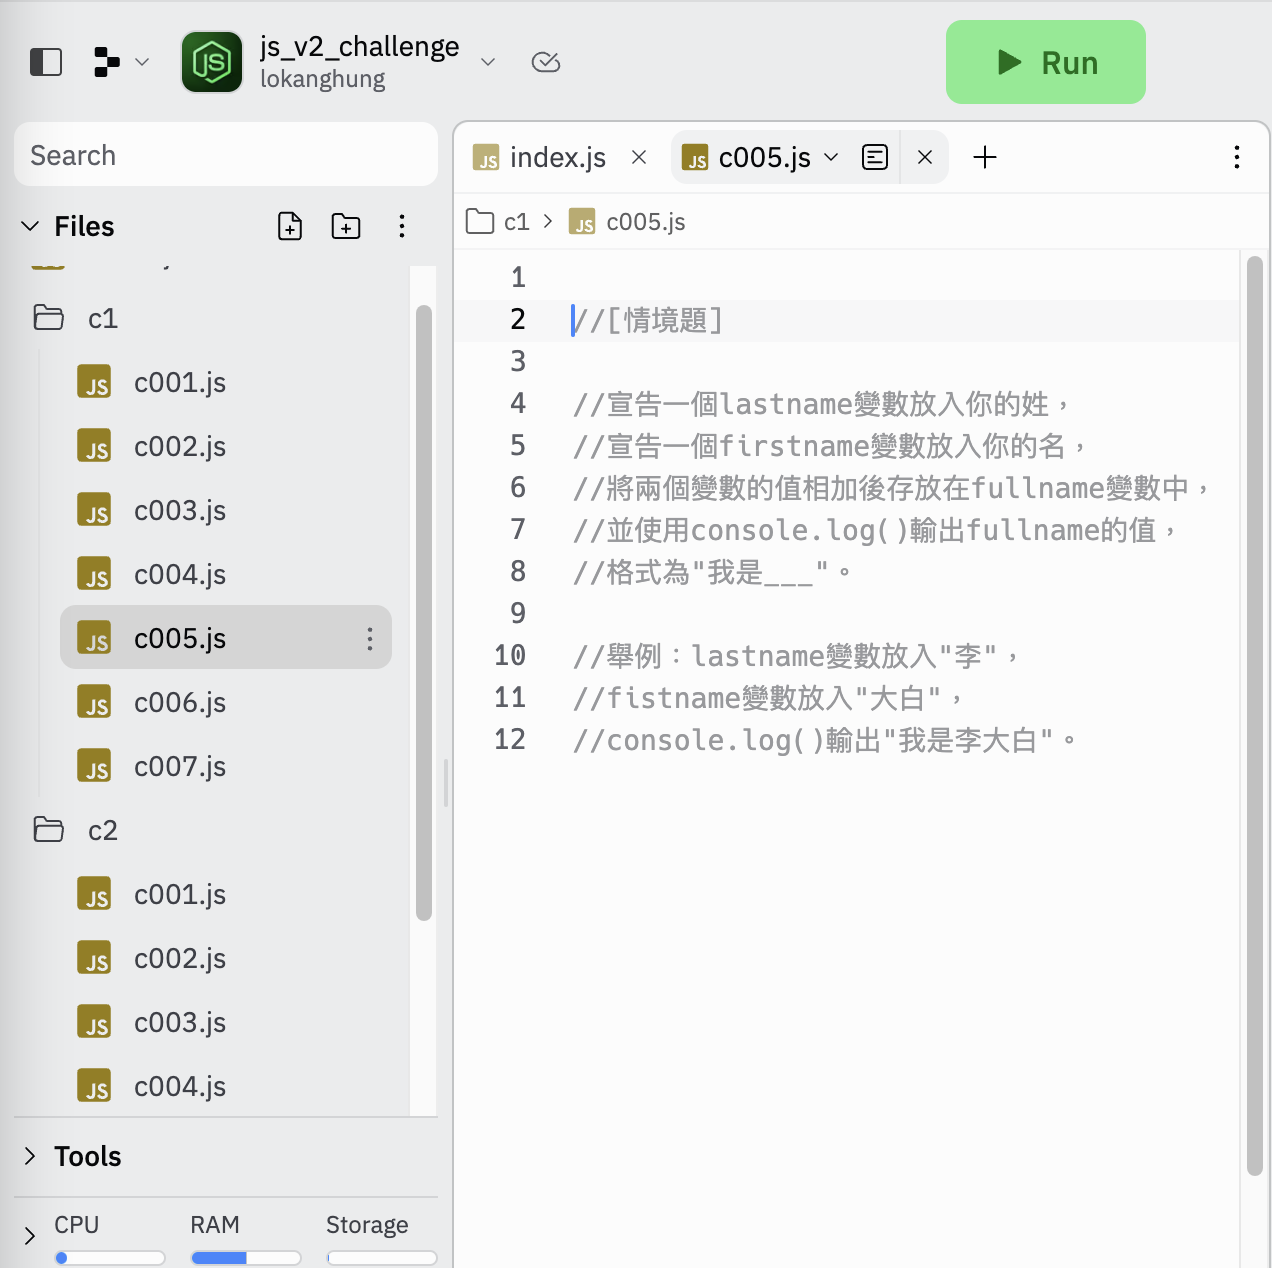 js_v2_challenge
lokanghung
Run
Search
Files
c1
c001.js
c002.js
c003.js
c004.js
c005.js
c006.js
c007.js
c2
c001.js
c002.js
c003.js
c004.js
Tools
CPU RAM Storage
JS index.js JS c005.js
c1 > JS c005.js
1
2 //[情境題]
3
4 //宣告一個lastname變數放入你的姓，
5 //宣告一個firstname變數放入你的名，
6 //將兩個變數的值相加後存放在fullname變數中，
7 //並使用console.log()輸出fullname的值，
8 //格式為"我是___"。
9
10 //舉例：lastname變數放入"李"，
11 //fistname變數放入"大白"，
12 //console.log()輸出"我是李大白"。